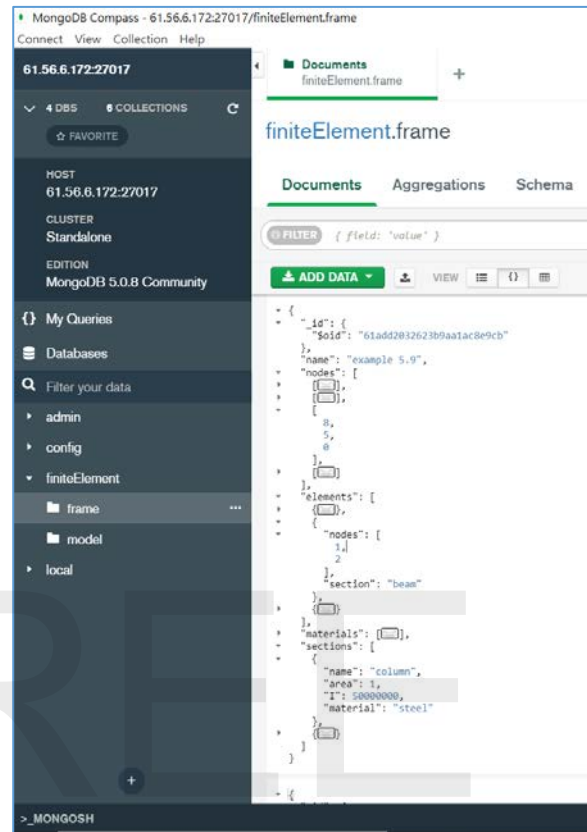 MongoDB Compass - 61.56.6.172:27017/finiteElement.frame
Connect View Collection Help
61.56.6.172:27017
4 DBS 6 COLLECTIONS
FAVORITE
HOST
61.56.6.172:27017
CLUSTER
Standalone
EDITION
MongoDB 5.0.8 Community
{} My Queries
Databases
Filter your data
admin
config
finiteElement
frame
...
model
local
+
>_MONGOSH
Documents
finiteElement.frame
+
finiteElement.frame
Documents Aggregations Schema
FILTER { field: 'value' }
ADD DATA VIEW {}
{
"_id": {
"$oid": "61add2032623b9aa1ac8e9cb"
},
"name": "example 5.9",
"nodes": [
[...],
[...],
[
8,
5,
0
],
[...]
],
"elements": [
{...},
{
"nodes": [
1,
2
],
"section": "beam"
},
{...}
],
"materials": [...],
"sections": [
{
"name": "column",
"area": 1,
"I": 50000000,
"material": "steel"
},
{...}
]
}
{